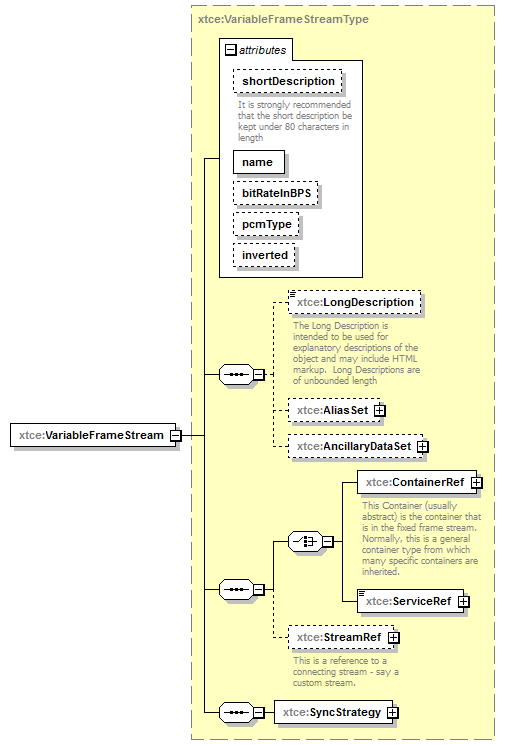 xtce:VariableFrameStreamType
attributes
shortDescription
It is strongly recommended
that the short description be
kept under 80 characters in
length
name
bitRateInBPS
pcmType
inverted
xtce:LongDescription
The Long Description is
intended to be used for
explanatory descriptions of the
object and may include HTML
markup.  Long Descriptions are
of unbounded length
xtce:AliasSet
xtce:AncillaryDataSet
xtce:VariableFrameStream
xtce:ContainerRef
This Container (usually
abstract) is the container that
is in the fixed frame stream.
Normally, this is a general
container type from which
many specific containers are
inherited.
xtce:ServiceRef
xtce:StreamRef
This is a reference to a
connecting stream - say a
custom stream.
xtce:SyncStrategy